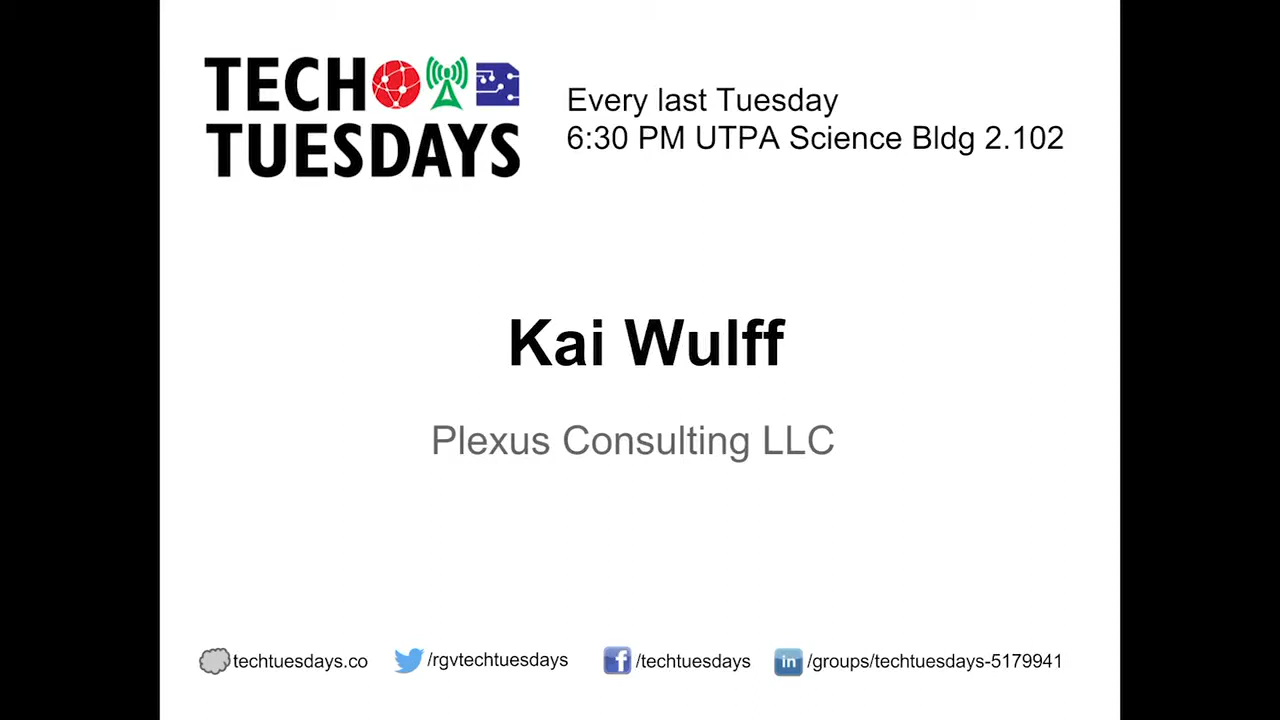 TECH
TUESDAYS
Every last Tuesday
6:30 PM UTPA Science Bldg 2.102
Kai Wulff
Plexus Consulting LLC
techtuesdays.co /rgvtechtuesdays /techtuesdays /groups/techtuesdays-5179941